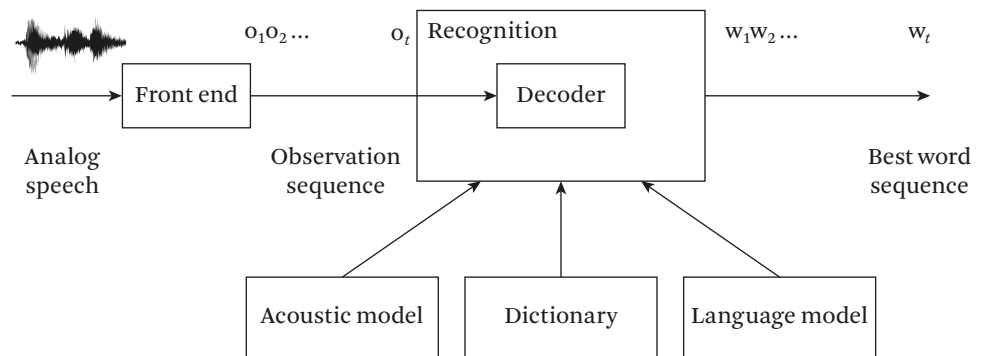 o₁o₂ ... oₜ
Recognition
w₁w₂ ... wₜ
Front end
Decoder
Analog
speech
Observation
sequence
Best word
sequence
Acoustic model
Dictionary
Language model